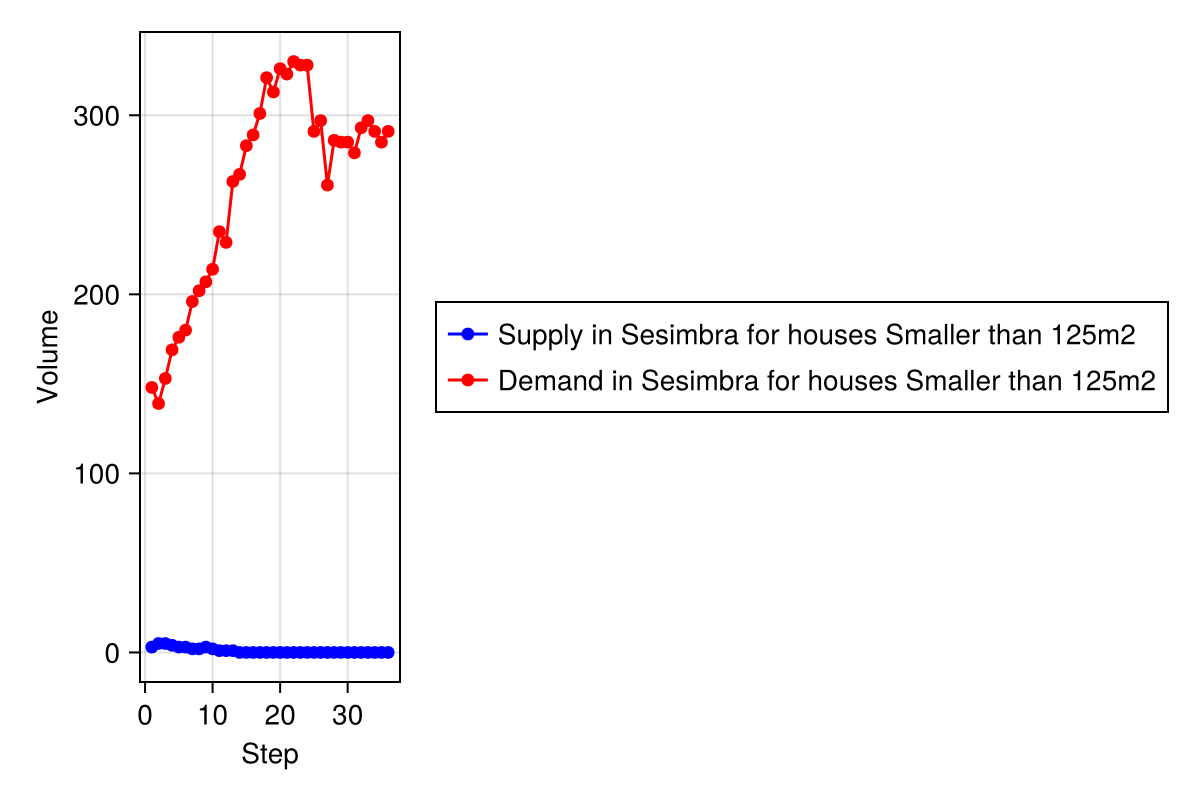 300
200
100
0
Volume
0 10 20 30
Step
Supply in Sesimbra for houses Smaller than 125m2
Demand in Sesimbra for houses Smaller than 125m2